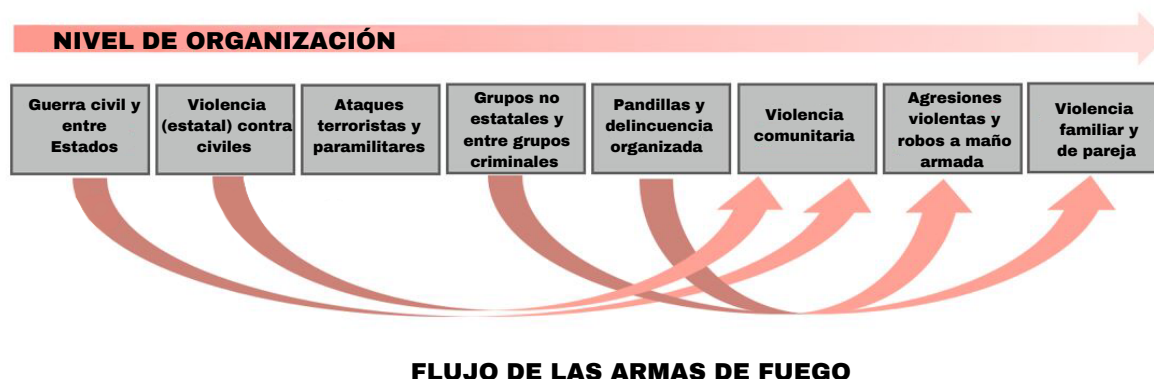 NIVEL DE ORGANIZACIÓN
Guerra civil y
entre
Estados
Violencia
(estatal) contra
civiles
Ataques
terroristas y
paramilitares
Grupos no
estatales y
entre grupos
criminales
Pandillas y
delincuencia
organizada
Violencia
comunitaria
Agresiones
violentas y
robos a maño
armada
Violencia
familiar y
de pareja
FLUJO DE LAS ARMAS DE FUEGO